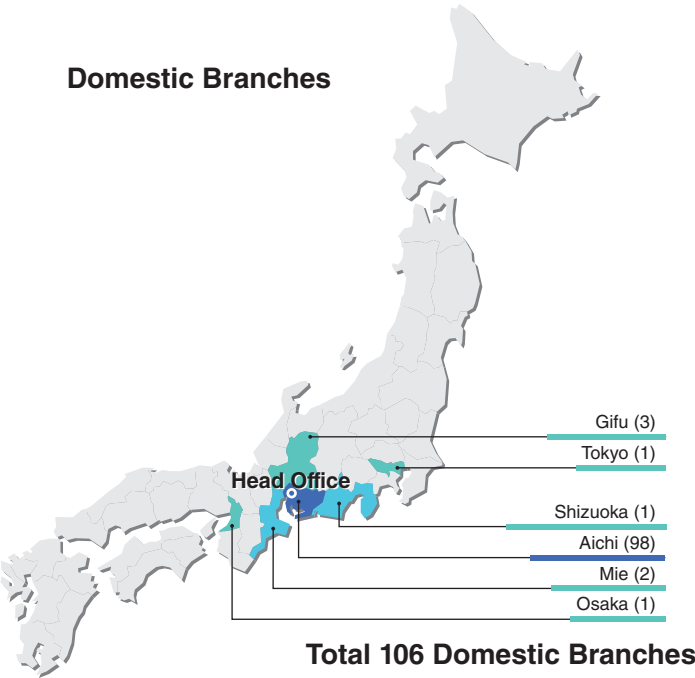 Domestic Branches
Gifu (3)
Tokyo (1)
Head Office
Shizuoka (1)
Aichi (98)
Mie (2)
Osaka (1)
Total 106 Domestic Branches